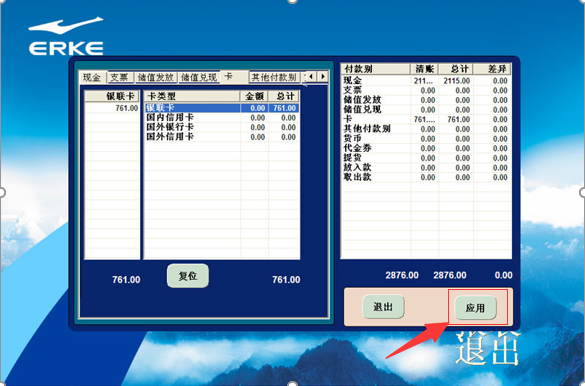 ERKE
现金 支票 储值发放 储值兑现 卡 其他付款别
银联卡
761.00
卡类型 金额 总计
银联卡 0.00 761.00
国内信用卡 0.00 0.00
国外银行卡 0.00 0.00
国外信用卡 0.00 0.00
761.00 复位 761.00
付款别 清账 总计 差异
现金 211... 2115.00 0.00
支票 0.00 0.00 0.00
储值发放 0.00 0.00 0.00
储值兑现 0.00 0.00 0.00
卡 761.... 761.00 0.00
其他付款别 0.00 0.00 0.00
货币 0.00 0.00 0.00
代金券 0.00 0.00 0.00
提货 0.00 0.00 0.00
放入款 0.00 0.00 0.00
取出款 0.00 0.00 0.00
2876.00 2876.00 0.00
退出 应用
退出